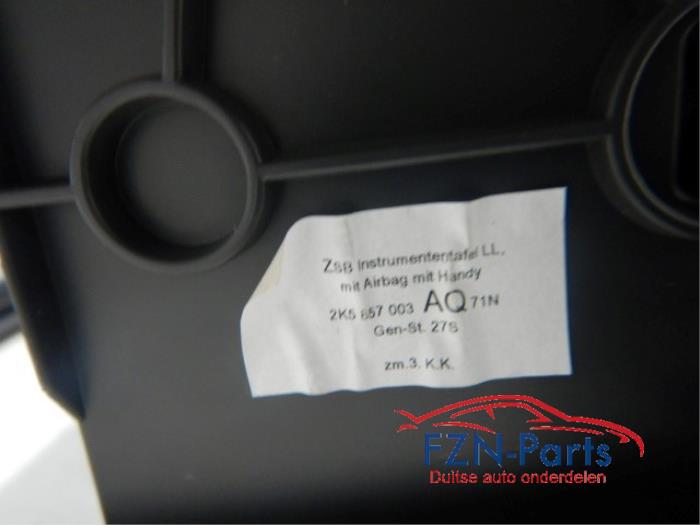 ZSB Instrumententafel LL,
mit Airbag mit Handy
2K5 857 003 AQ 71N
Gen-St. 27S
zm.3. K.K.
FZN-Parts
Duitse auto onderdelen